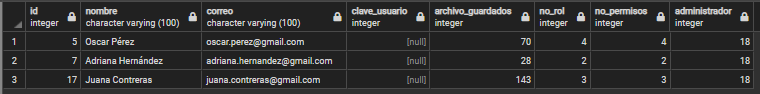 id nombre correo clave_usuario archivo_guardados no_rol no_permisos administrador
integer character varying (100) character varying (100) integer integer integer integer integer
1 5 Oscar Pérez oscar.perez@gmail.com [null] 70 4 4 18
2 7 Adriana Hernández adriana.hernandez@gmail.com [null] 28 2 2 18
3 17 Juana Contreras juana.contreras@gmail.com [null] 143 3 3 18